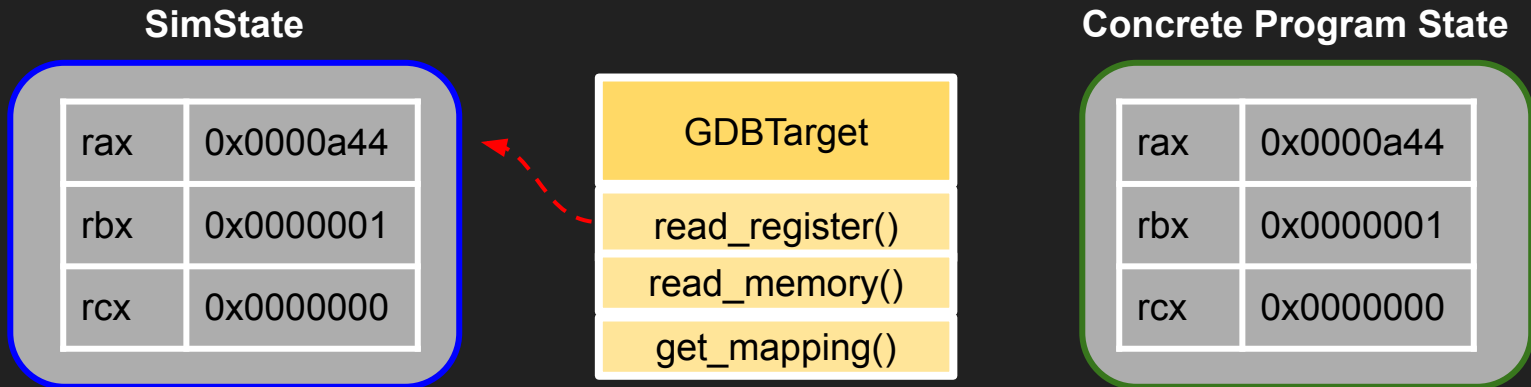 SimState
rax 0x0000a44
rbx 0x0000001
rcx 0x0000000
GDBTarget
read_register()
read_memory()
get_mapping()
Concrete Program State
rax 0x0000a44
rbx 0x0000001
rcx 0x0000000